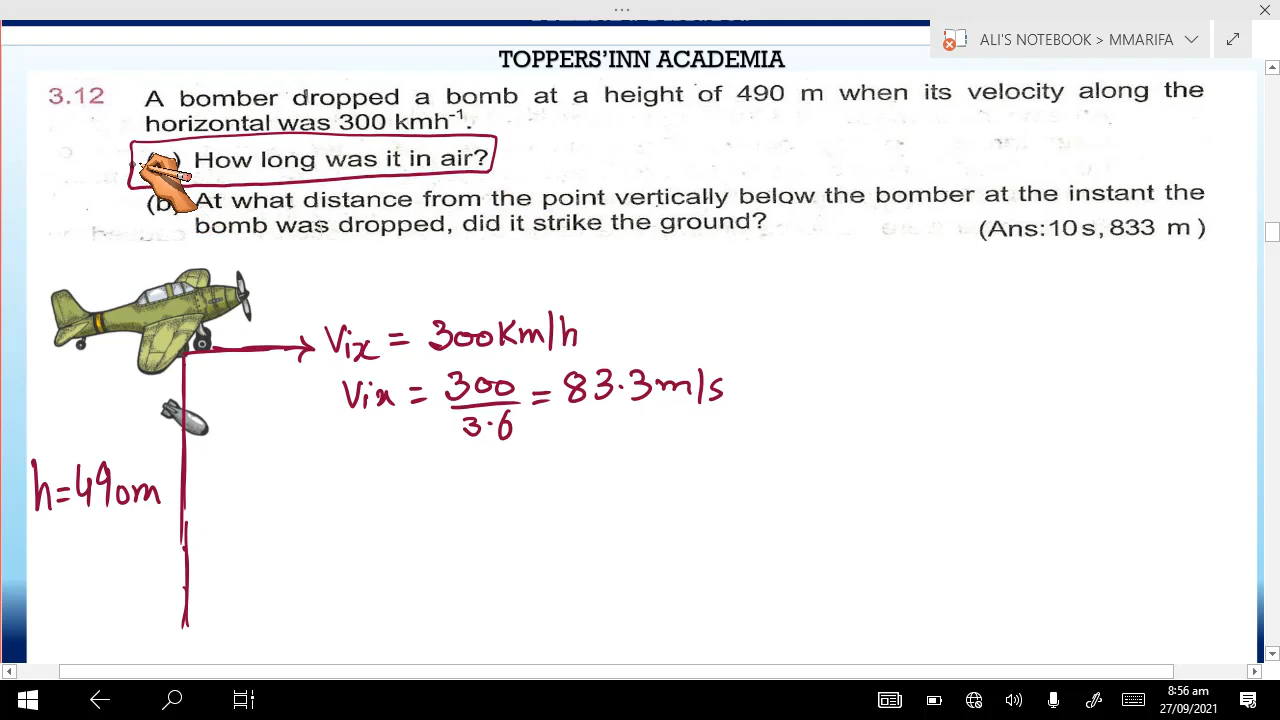 ALI'S NOTEBOOK > MMARIFA
TOPPERS'INN ACADEMIA
3.12 A bomber dropped a bomb at a height of 490 m when its velocity along the
horizontal was 300 kmh⁻¹.
How long was it in air?
(b) At what distance from the point vertically below the bomber at the instant the
bomb was dropped, did it strike the ground? (Ans:10 s, 833 m )
Vix = 300Km/h
Vix = 300/3.6 = 83.3m/s
h=490m
8:56 am
27/09/2021